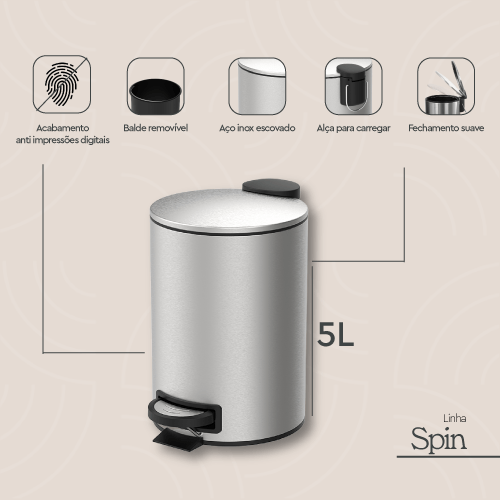 Acabamento
anti impressões digitais
Balde removível
Aço inox escovado
Alça para carregar
Fechamento suave
5L
Linha
Spin